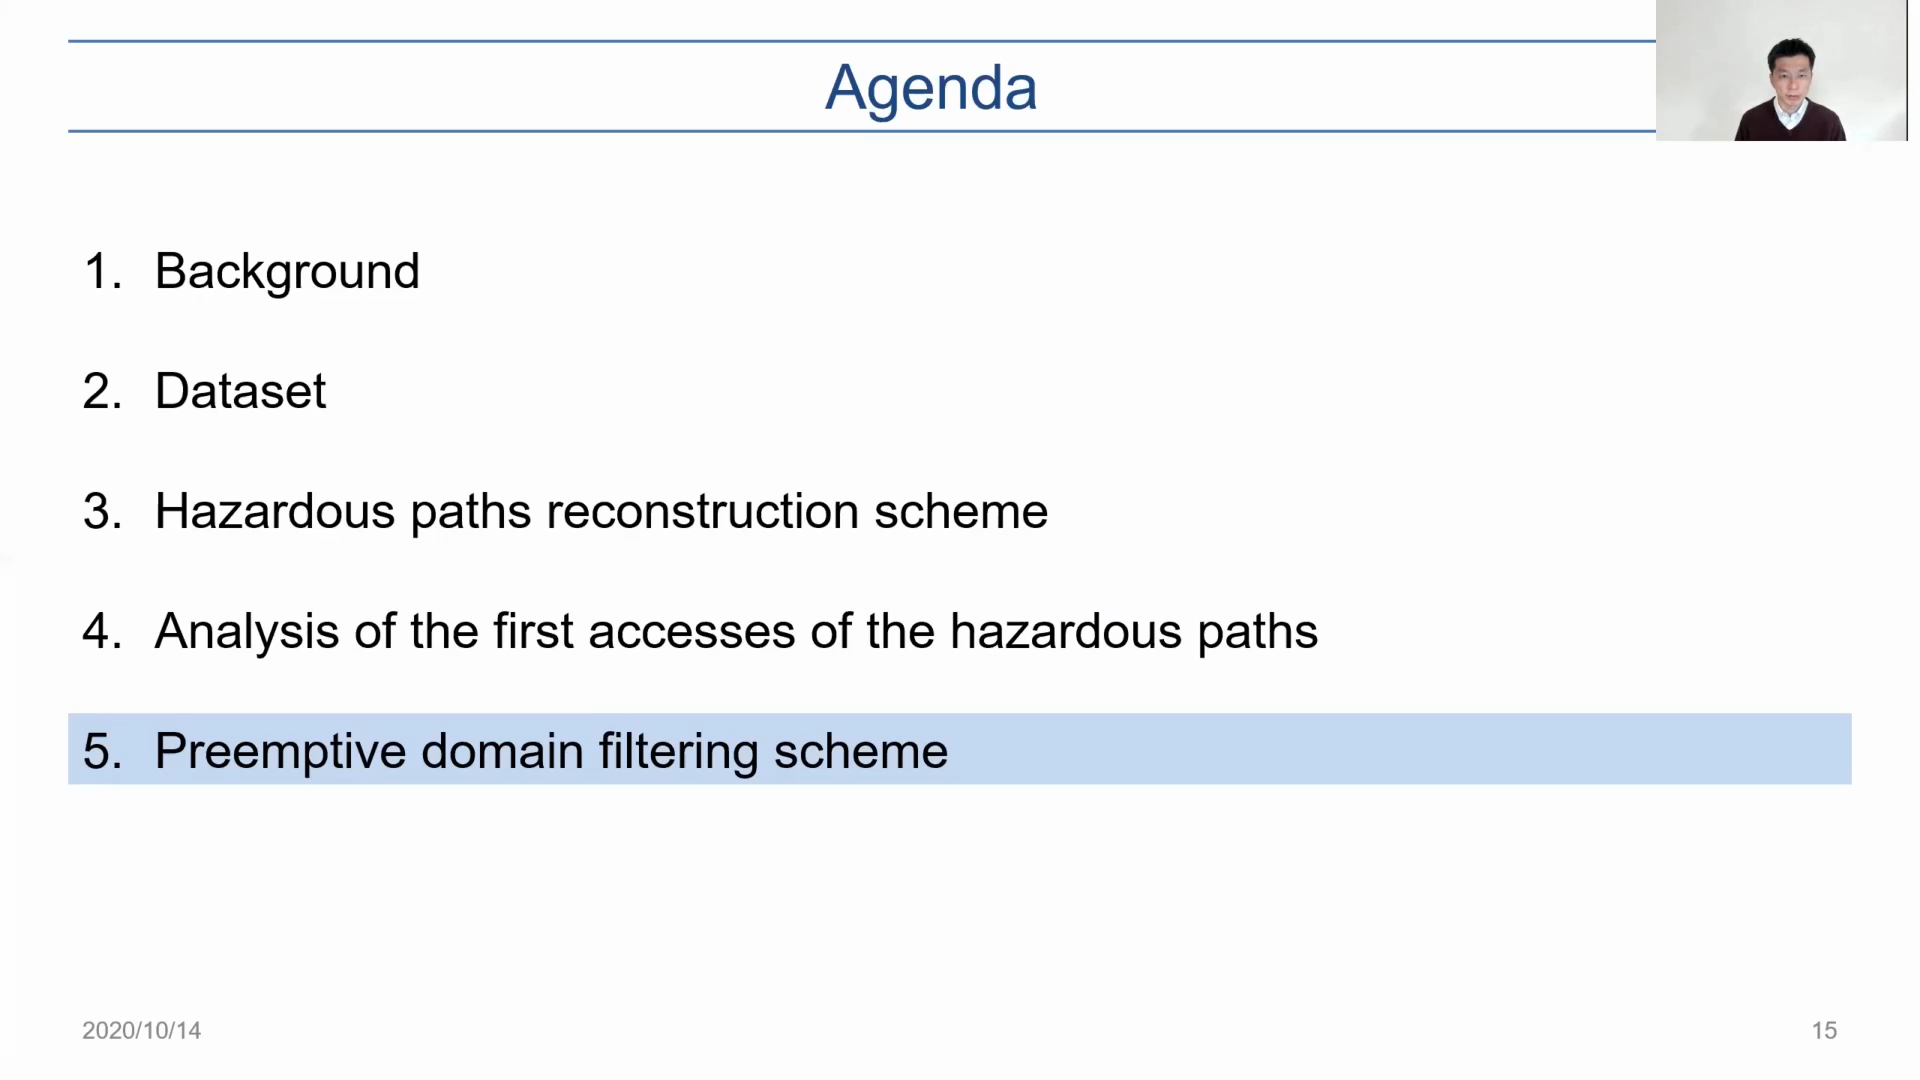 Agenda
1. Background
2. Dataset
3. Hazardous paths reconstruction scheme
4. Analysis of the first accesses of the hazardous paths
5. Preemptive domain filtering scheme
2020/10/14
15